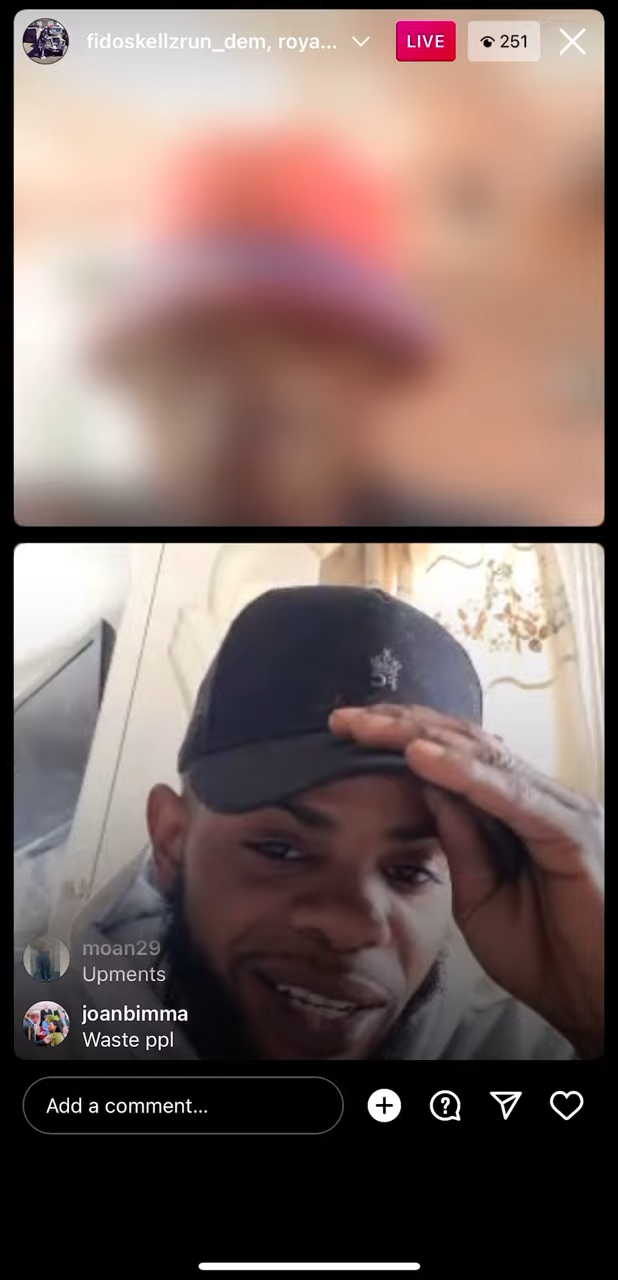 fidoskellzrun_dem, roya...
LIVE
251
moan29
Upments
joanbimma
Waste ppl
Add a comment...